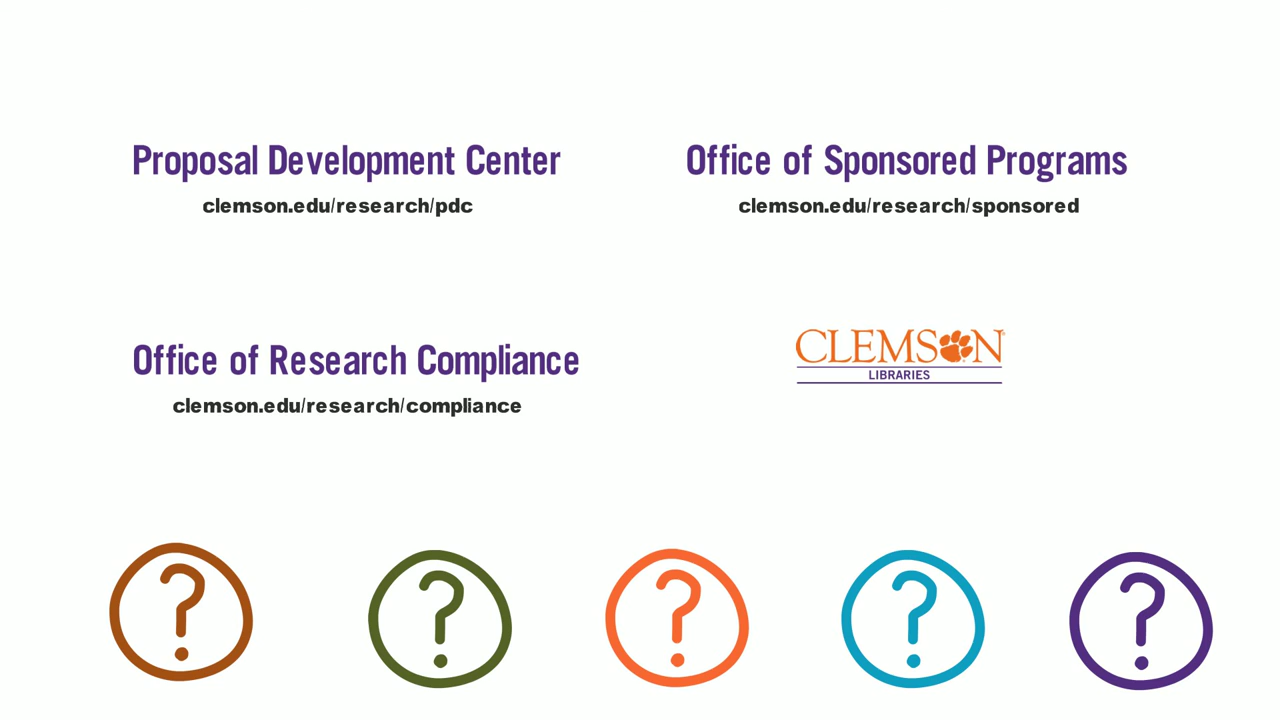 Proposal Development Center
clemson.edu/research/pdc
Office of Sponsored Programs
clemson.edu/research/sponsored
Office of Research Compliance
clemson.edu/research/compliance
CLEMSON
LIBRARIES
? ? ? ? ?